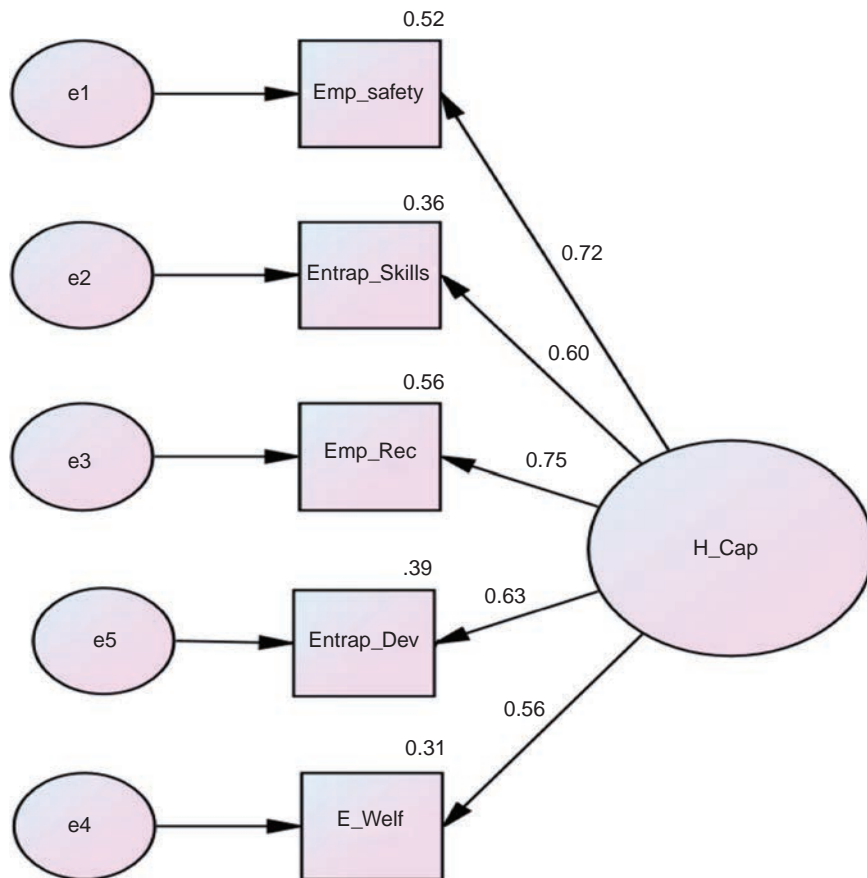 0.52
e1
Emp_safety
0.36
0.72
e2
Entrap_Skills
0.60
0.56
e3
Emp_Rec
0.75
H_Cap
.39
0.63
e5
Entrap_Dev
0.56
0.31
e4
E_Welf